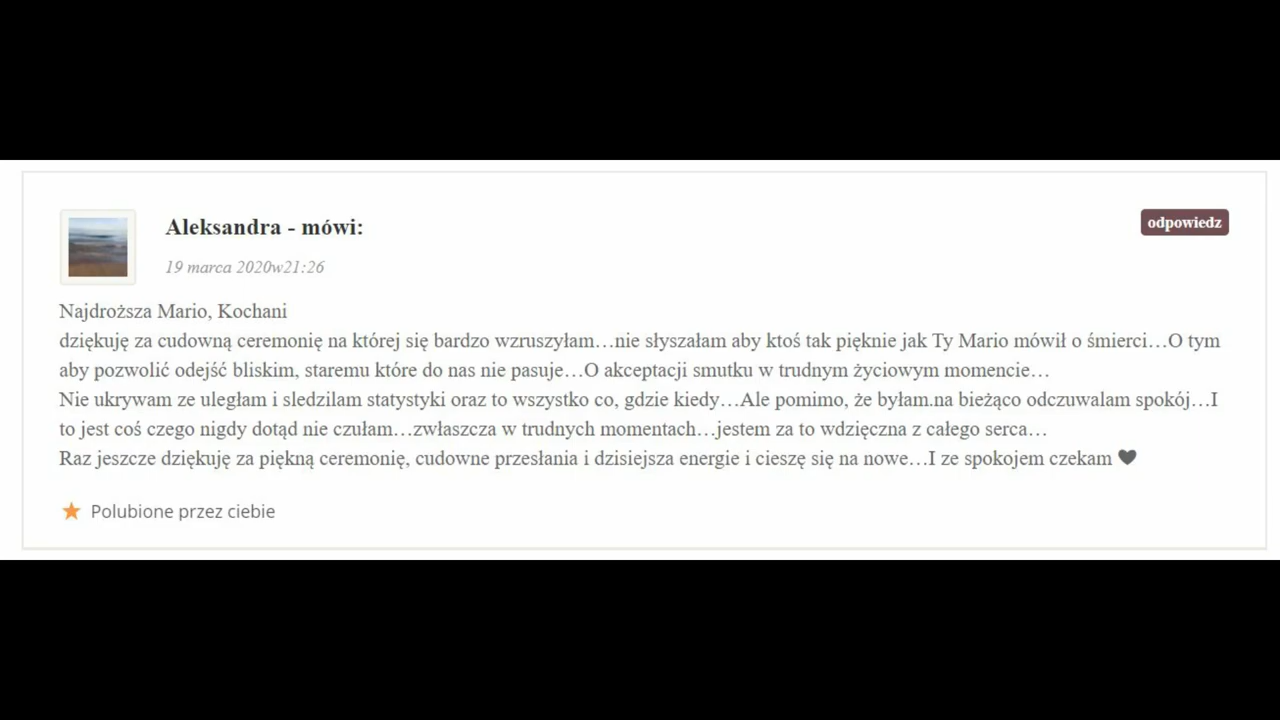 Aleksandra - mówi:
odpowiedz
19 marca 2020w21:26
Najdroższa Mario, Kochani
dziękuję za cudowną ceremonię na której się bardzo wzruszyłam…nie słyszałam aby ktoś tak pięknie jak Ty Mario mówił o śmierci…O tym
aby pozwolić odejść bliskim, staremu które do nas nie pasuje…O akceptacji smutku w trudnym życiowym momencie…
Nie ukrywam ze uległam i sledzilam statystyki oraz to wszystko co, gdzie kiedy…Ale pomimo, że byłam.na bieżąco odczuwalam spokój…I
to jest coś czego nigdy dotąd nie czułam…zwłaszcza w trudnych momentach…jestem za to wdzięczna z całego serca…
Raz jeszcze dziękuję za piękną ceremonię, cudowne przesłania i dzisiejsza energie i cieszę się na nowe…I ze spokojem czekam 🖤
Polubione przez ciebie